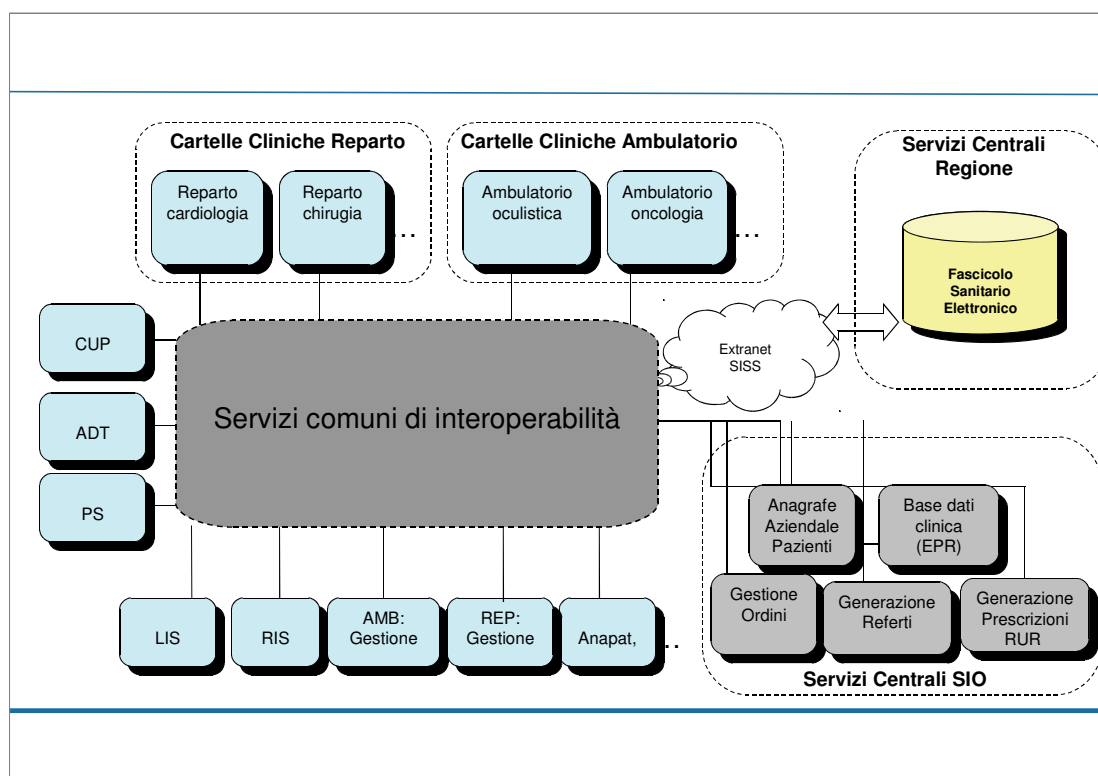 Cartelle Cliniche Reparto
Cartelle Cliniche Ambulatorio
Servizi Centrali
Regione
Reparto
cardiologia
Reparto
chirugia
...
Ambulatorio
oculistica
Ambulatorio
oncologia
...
Fascicolo
Sanitario
Elettronico
CUP
ADT
PS
Servizi comuni di interoperabilità
Extranet
SISS
Anagrafe
Aziendale
Pazienti
Base dati
clinica
(EPR)
Gestione
Ordini
Generazione
Referti
Generazione
Prescrizioni
RUR
Servizi Centrali SIO
LIS
RIS
AMB:
Gestione
REP:
Gestione
Anapat,
..